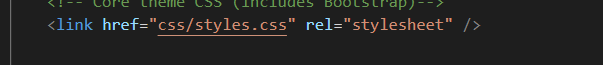 <!-- Core theme CSS (includes Bootstrap)-->
<link href="css/styles.css" rel="stylesheet" />